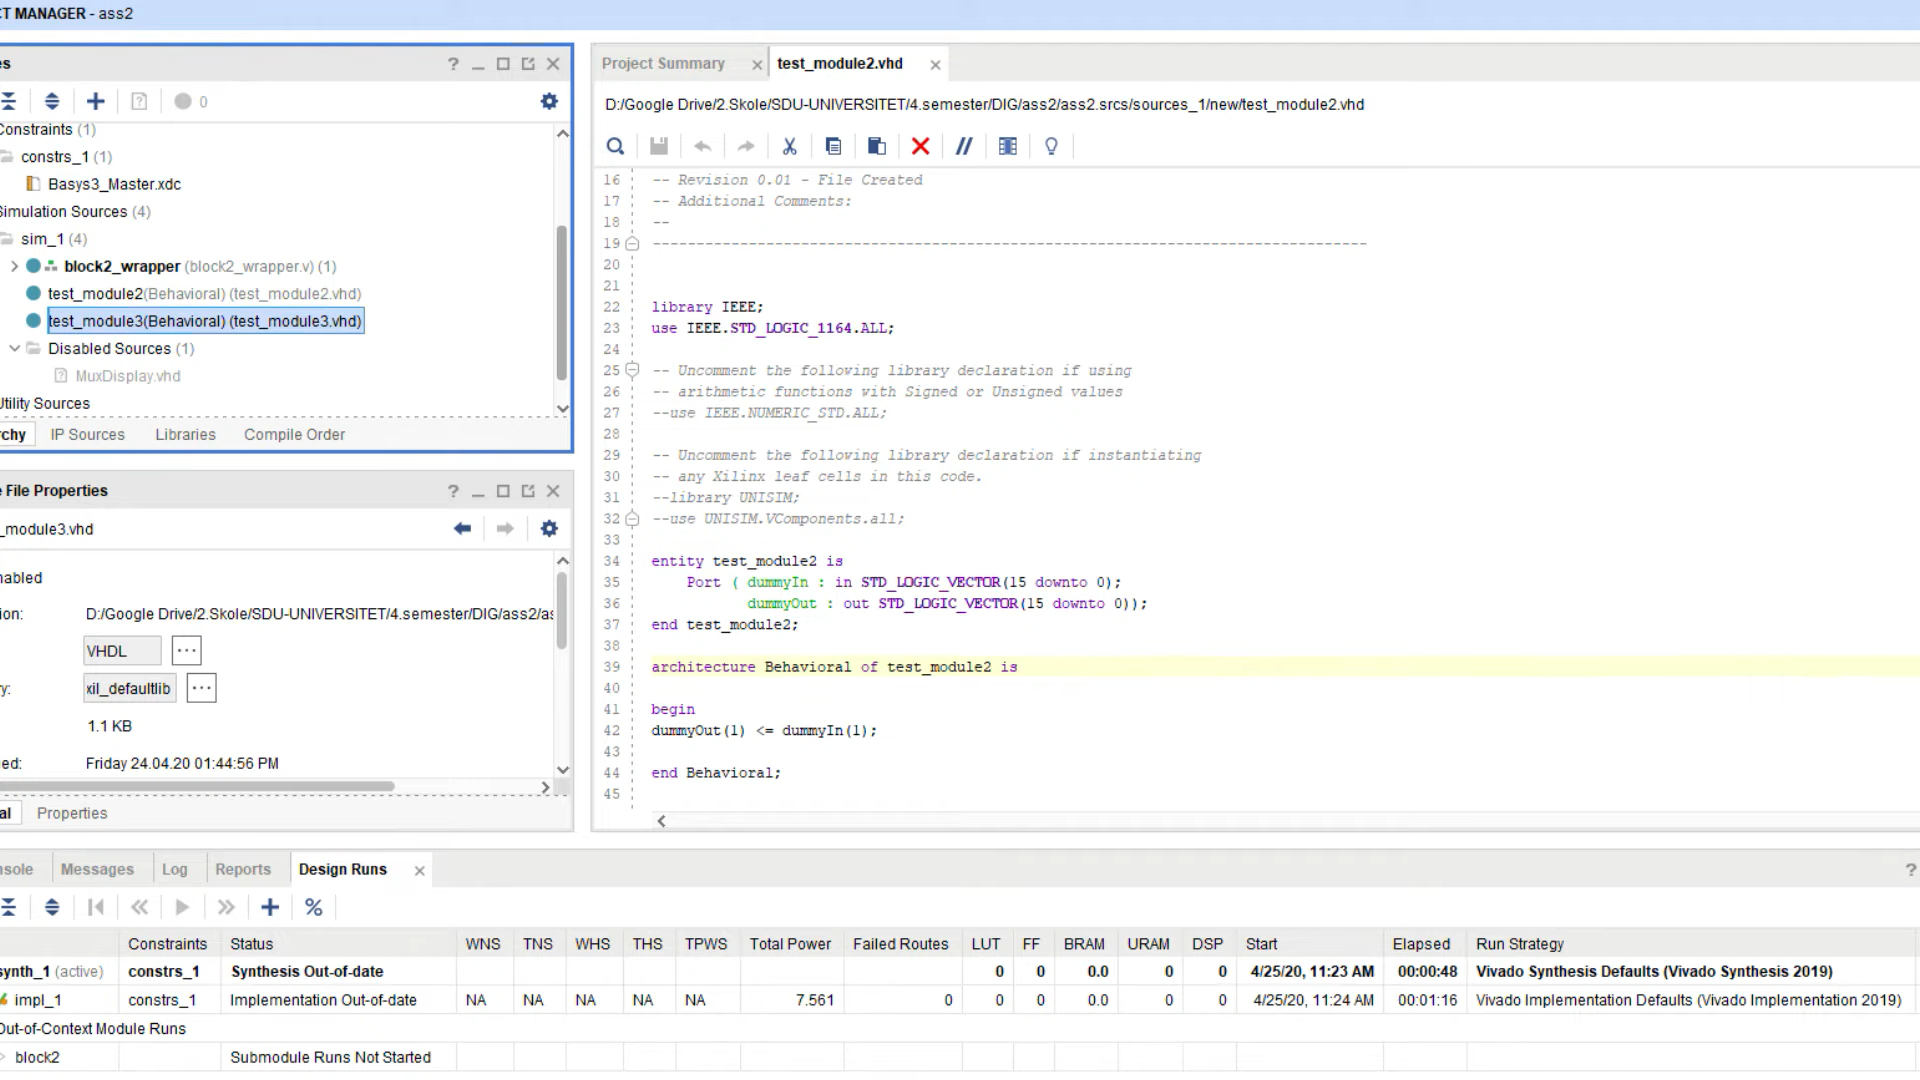 CT MANAGER - ass2
es
? _
0
Constraints (1)
constrs_1 (1)
Basys3_Master.xdc
Simulation Sources (4)
sim_1 (4)
block2_wrapper (block2_wrapper.v) (1)
test_module2(Behavioral) (test_module2.vhd)
test_module3(Behavioral) (test_module3.vhd)
Disabled Sources (1)
MuxDisplay.vhd
Utility Sources
rchy IP Sources Libraries Compile Order
e File Properties
? _
_module3.vhd
nabled
ion: D:/Google Drive/2.Skole/SDU-UNIVERSITET/4.semester/DIG/ass2/as
VHDL ...
ry: xil_defaultlib ...
1.1 KB
ed: Friday 24.04.20 01:44:56 PM
al Properties
Project Summary × test_module2.vhd ×
D:/Google Drive/2.Skole/SDU-UNIVERSITET/4.semester/DIG/ass2/ass2.srcs/sources_1/new/test_module2.vhd
16 -- Revision 0.01 - File Created
17 -- Additional Comments:
18 --
19 ----------------------------------------------------------------------------------
20
21
22 library IEEE;
23 use IEEE.STD_LOGIC_1164.ALL;
24
25 -- Uncomment the following library declaration if using
26 -- arithmetic functions with Signed or Unsigned values
27 --use IEEE.NUMERIC_STD.ALL;
28
29 -- Uncomment the following library declaration if instantiating
30 -- any Xilinx leaf cells in this code.
31 --library UNISIM;
32 --use UNISIM.VComponents.all;
33
34 entity test_module2 is
35 Port ( dummyIn : in STD_LOGIC_VECTOR(15 downto 0);
36 dummyOut : out STD_LOGIC_VECTOR(15 downto 0));
37 end test_module2;
38
39 architecture Behavioral of test_module2 is
40
41 begin
42 dummyOut(1) <= dummyIn(1);
43
44 end Behavioral;
45
nsole Messages Log Reports Design Runs × ?
%
Constraints Status WNS TNS WHS THS TPWS Total Power Failed Routes LUT FF BRAM URAM DSP Start Elapsed Run Strategy
synth_1 (active) constrs_1 Synthesis Out-of-date 0 0 0.0 0 0 4/25/20, 11:23 AM 00:00:48 Vivado Synthesis Defaults (Vivado Synthesis 2019)
impl_1 constrs_1 Implementation Out-of-date NA NA NA NA NA 7.561 0 0 0 0.0 0 0 4/25/20, 11:24 AM 00:01:16 Vivado Implementation Defaults (Vivado Implementation 2019)
Out-of-Context Module Runs
block2 Submodule Runs Not Started